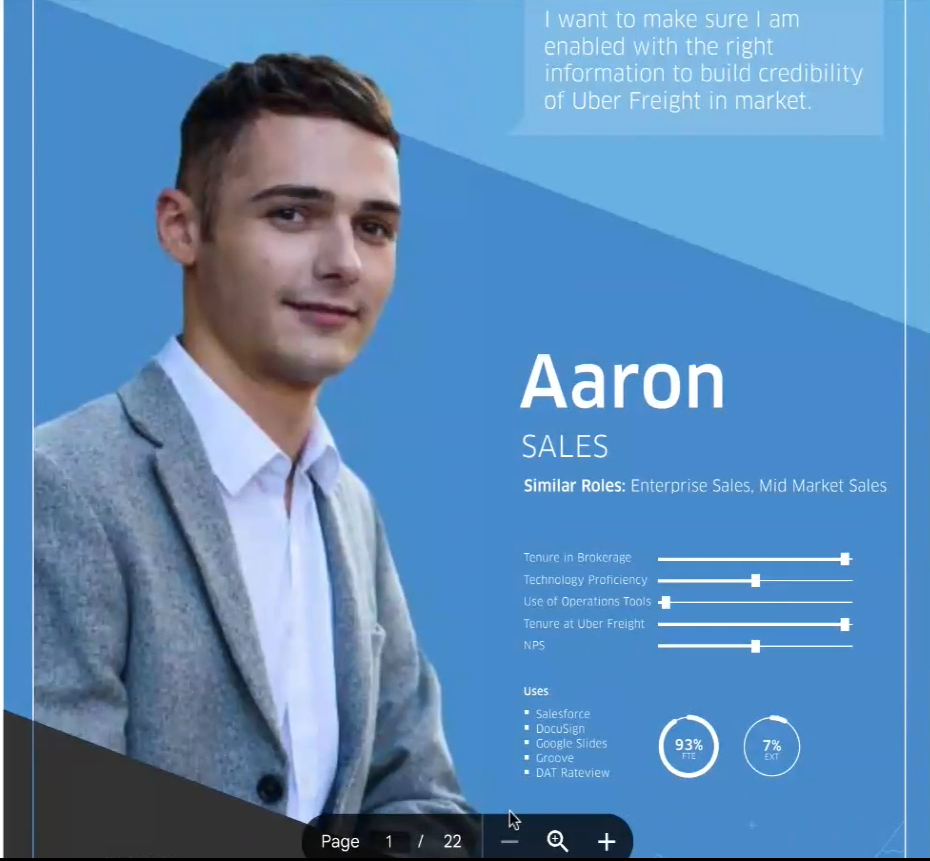 I want to make sure I am
enabled with the right
information to build credibility
of Uber Freight in market.
Aaron
SALES
Similar Roles: Enterprise Sales, Mid Market Sales
Tenure in Brokerage
Technology Proficiency
Use of Operations Tools
Tenure at Uber Freight
NPS
Uses
Salesforce
DocuSign
Google Slides
Groove
DAT Rateview
93%
FTE
7%
EXT
Page 1 / 22